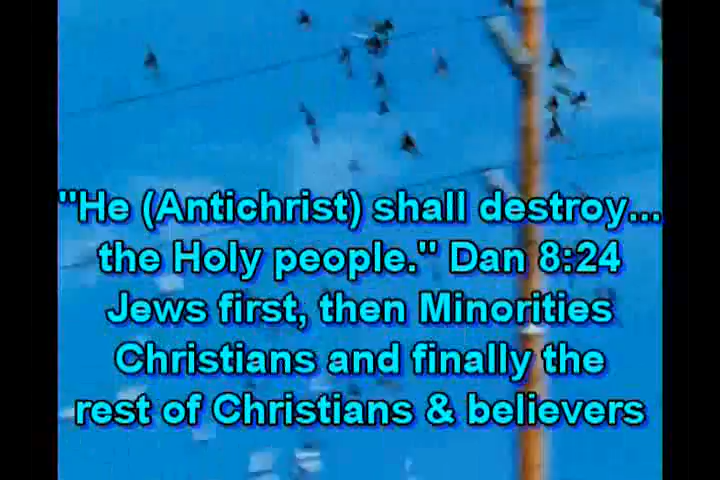 "He (Antichrist) shall destroy...
the Holy people." Dan 8:24
Jews first, then Minorities
Christians and finally the
rest of Christians & believers